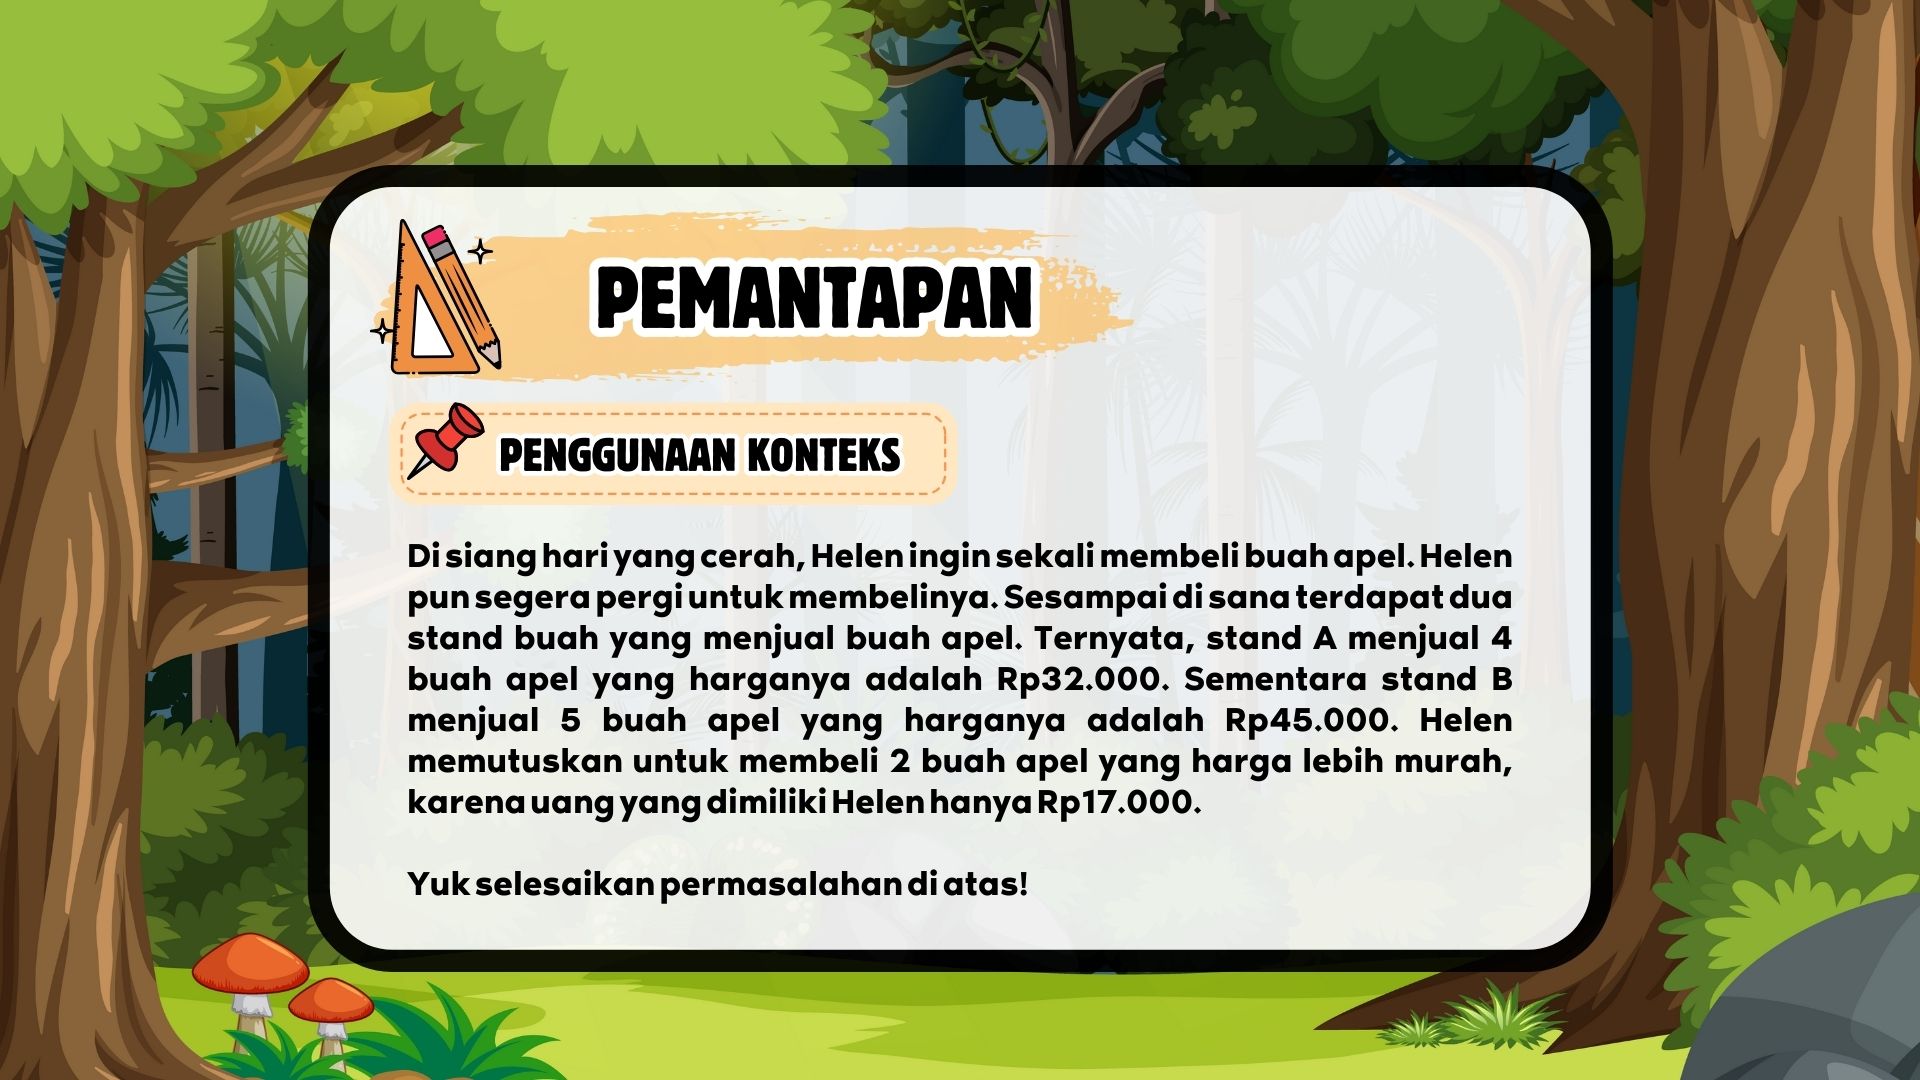 PEMANTAPAN
PENGGUNAAN KONTEKS
Di siang hari yang cerah, Helen ingin sekali membeli buah apel. Helen
pun segera pergi untuk membelinya. Sesampai di sana terdapat dua
stand buah yang menjual buah apel. Ternyata, stand A menjual 4
buah apel yang harganya adalah Rp32.000. Sementara stand B
menjual 5 buah apel yang harganya adalah Rp45.000. Helen
memutuskan untuk membeli 2 buah apel yang harga lebih murah,
karena uang yang dimiliki Helen hanya Rp17.000.
Yuk selesaikan permasalahan di atas!